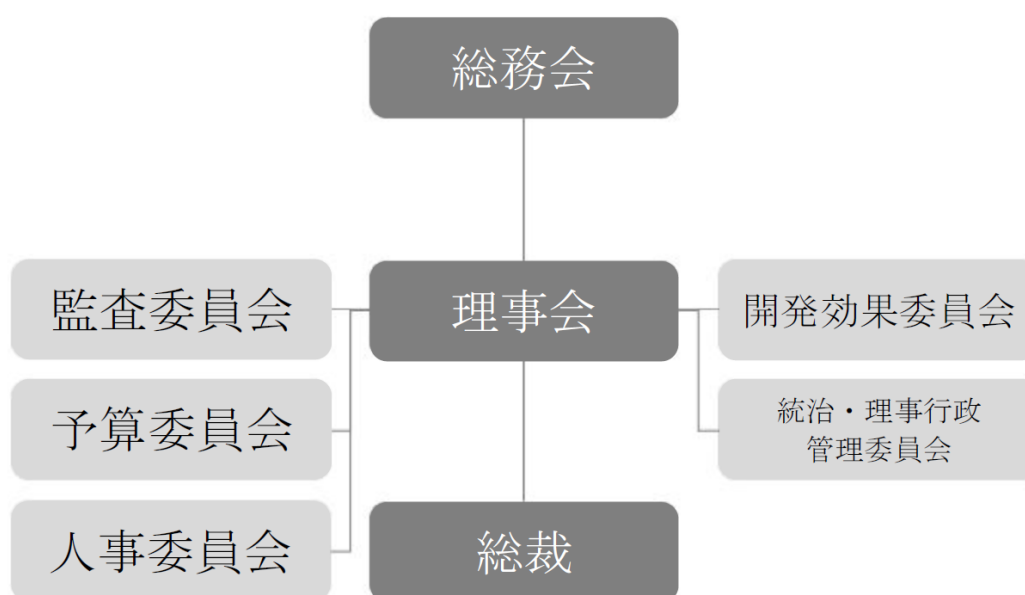 総務会
監査委員会
理事会
開発効果委員会
予算委員会
統治・理事行政
管理委員会
人事委員会
総裁